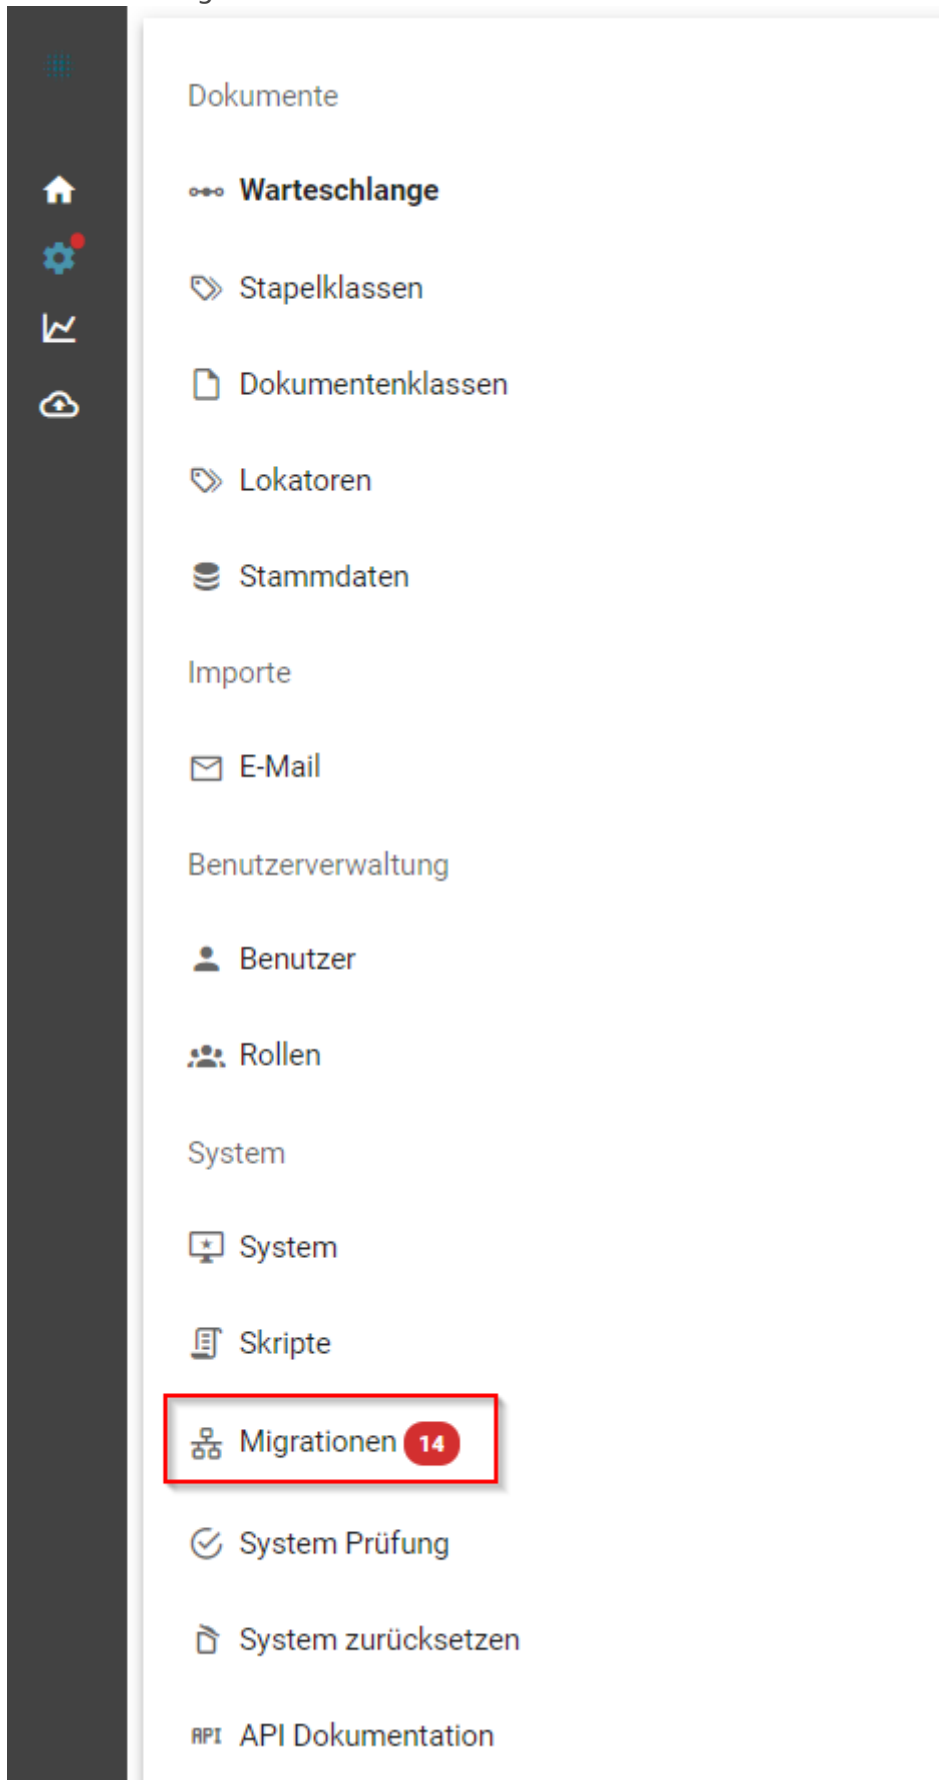 Dokumente
Warteschlange
Stapelklassen
Dokumentenklassen
Lokatoren
Stammdaten
Importe
E-Mail
Benutzerverwaltung
Benutzer
Rollen
System
System
Skripte
Migrationen 14
System Prüfung
System zurücksetzen
API API Dokumentation